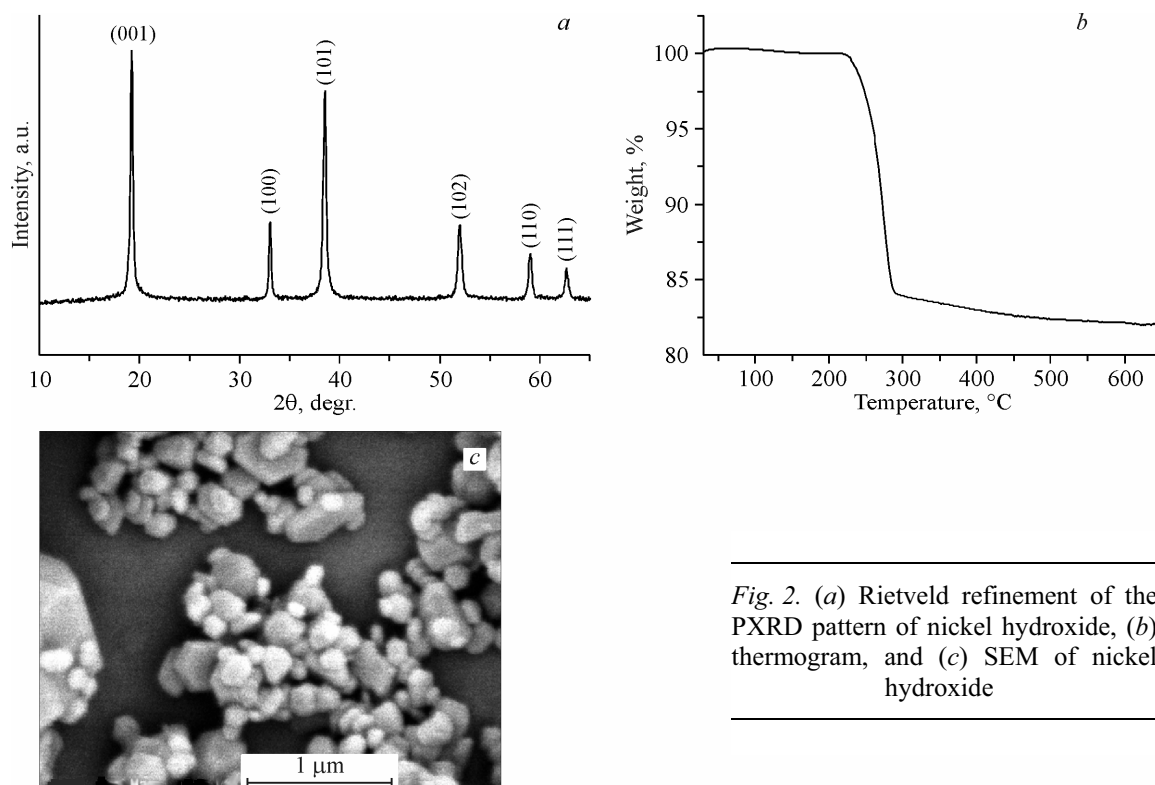 a
(001)
(100)
(101)
(102)
(110)
(111)
Intensity, a.u.
10 20 30 40 50 60
2θ, degr.
b
100
95
90
85
80
Weight, %
100 200 300 400 500 600
Temperature, °C
c
1 μm
Fig. 2. (a) Rietveld refinement of the
PXRD pattern of nickel hydroxide, (b)
thermogram, and (c) SEM of nickel
hydroxide